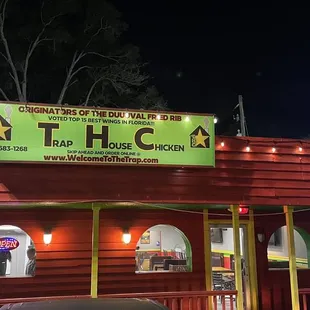 ORIGINATORS OF THE DUUUVAL FRIED RIB
VOTED TOP 15 BEST WINGS IN FLORIDA!!!
TRAP HOUSE CHICKEN
683-1268
SKIP AHEAD AND ORDER ONLINE @
www.WelcomeToTheTrap.com
OPEN